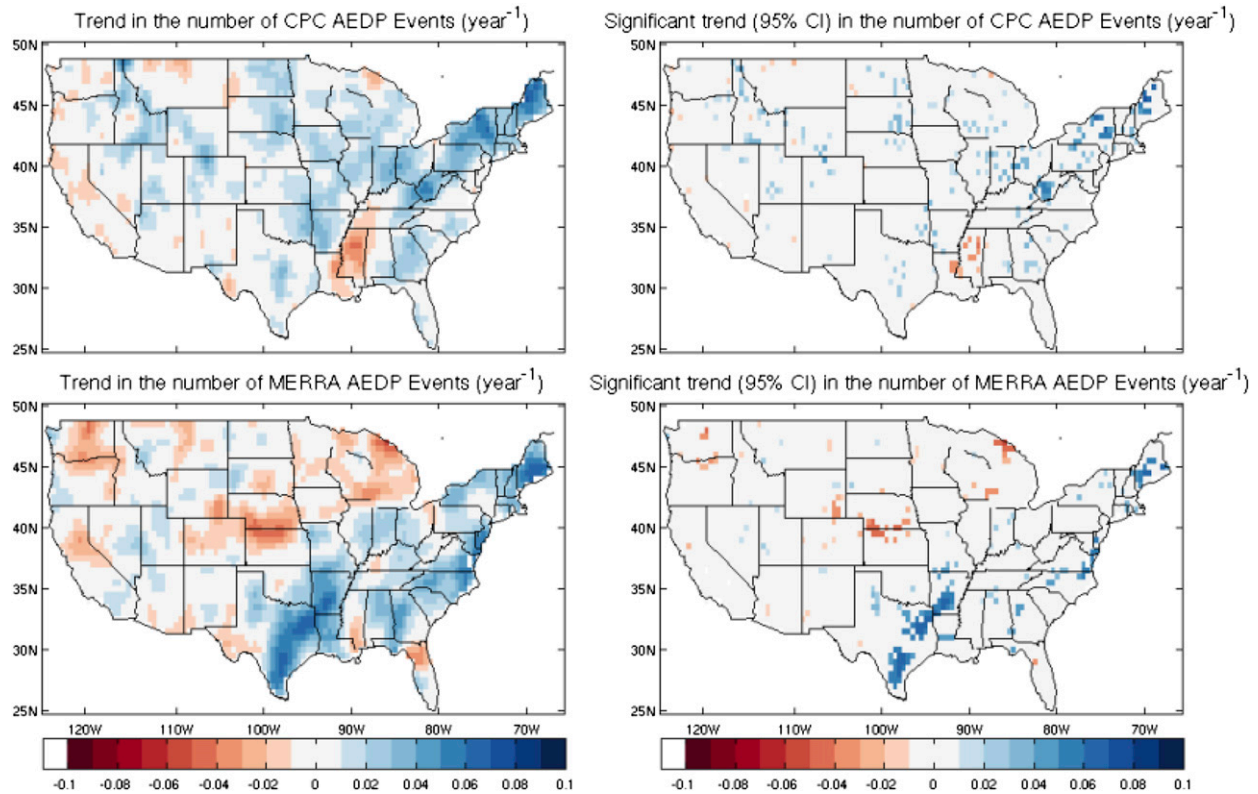 Trend in the number of CPC AEDP Events (year⁻¹)
Significant trend (95% CI) in the number of CPC AEDP Events (year⁻¹)
50N
45N
40N
35N
30N
25N
50N
45N
40N
35N
30N
25N
Trend in the number of MERRA AEDP Events (year⁻¹)
Significant trend (95% CI) in the number of MERRA AEDP Events (year⁻¹)
50N
45N
40N
35N
30N
25N
120W 110W 100W 90W 80W 70W
50N
45N
40N
35N
30N
25N
120W 110W 100W 90W 80W 70W
-0.1 -0.08 -0.06 -0.04 -0.02 0 0.02 0.04 0.06 0.08 0.1
-0.1 -0.08 -0.06 -0.04 -0.02 0 0.02 0.04 0.06 0.08 0.1